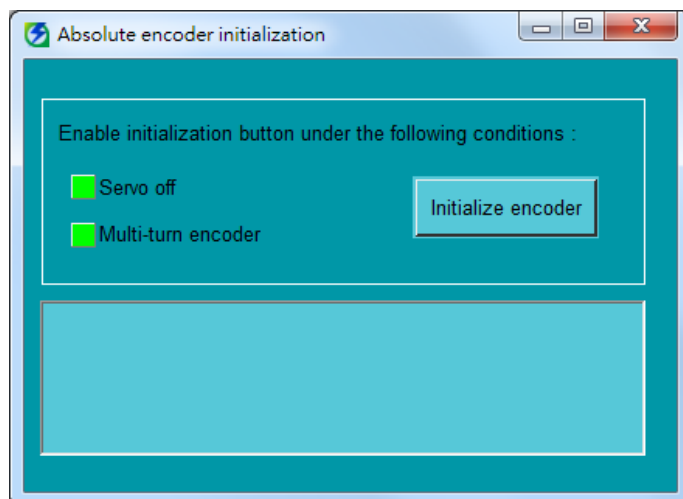 Absolute encoder initialization
Enable initialization button under the following conditions :
Servo off
Initialize encoder
Multi-turn encoder